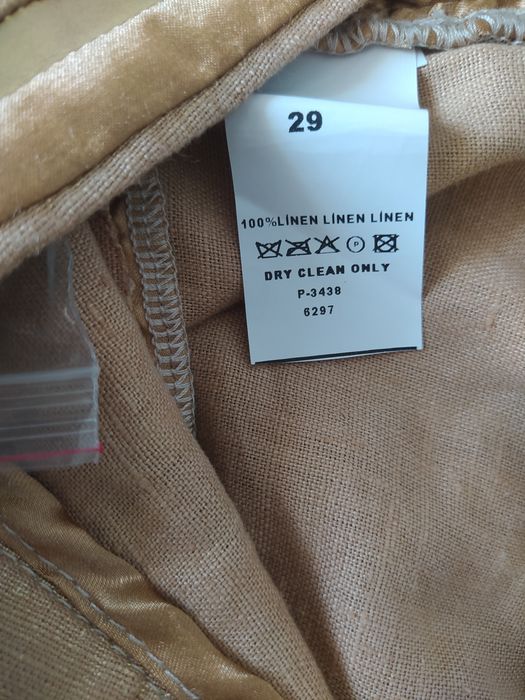 29
100%LİNEN LİNEN LİNEN
P
DRY CLEAN ONLY
P-3438
6297